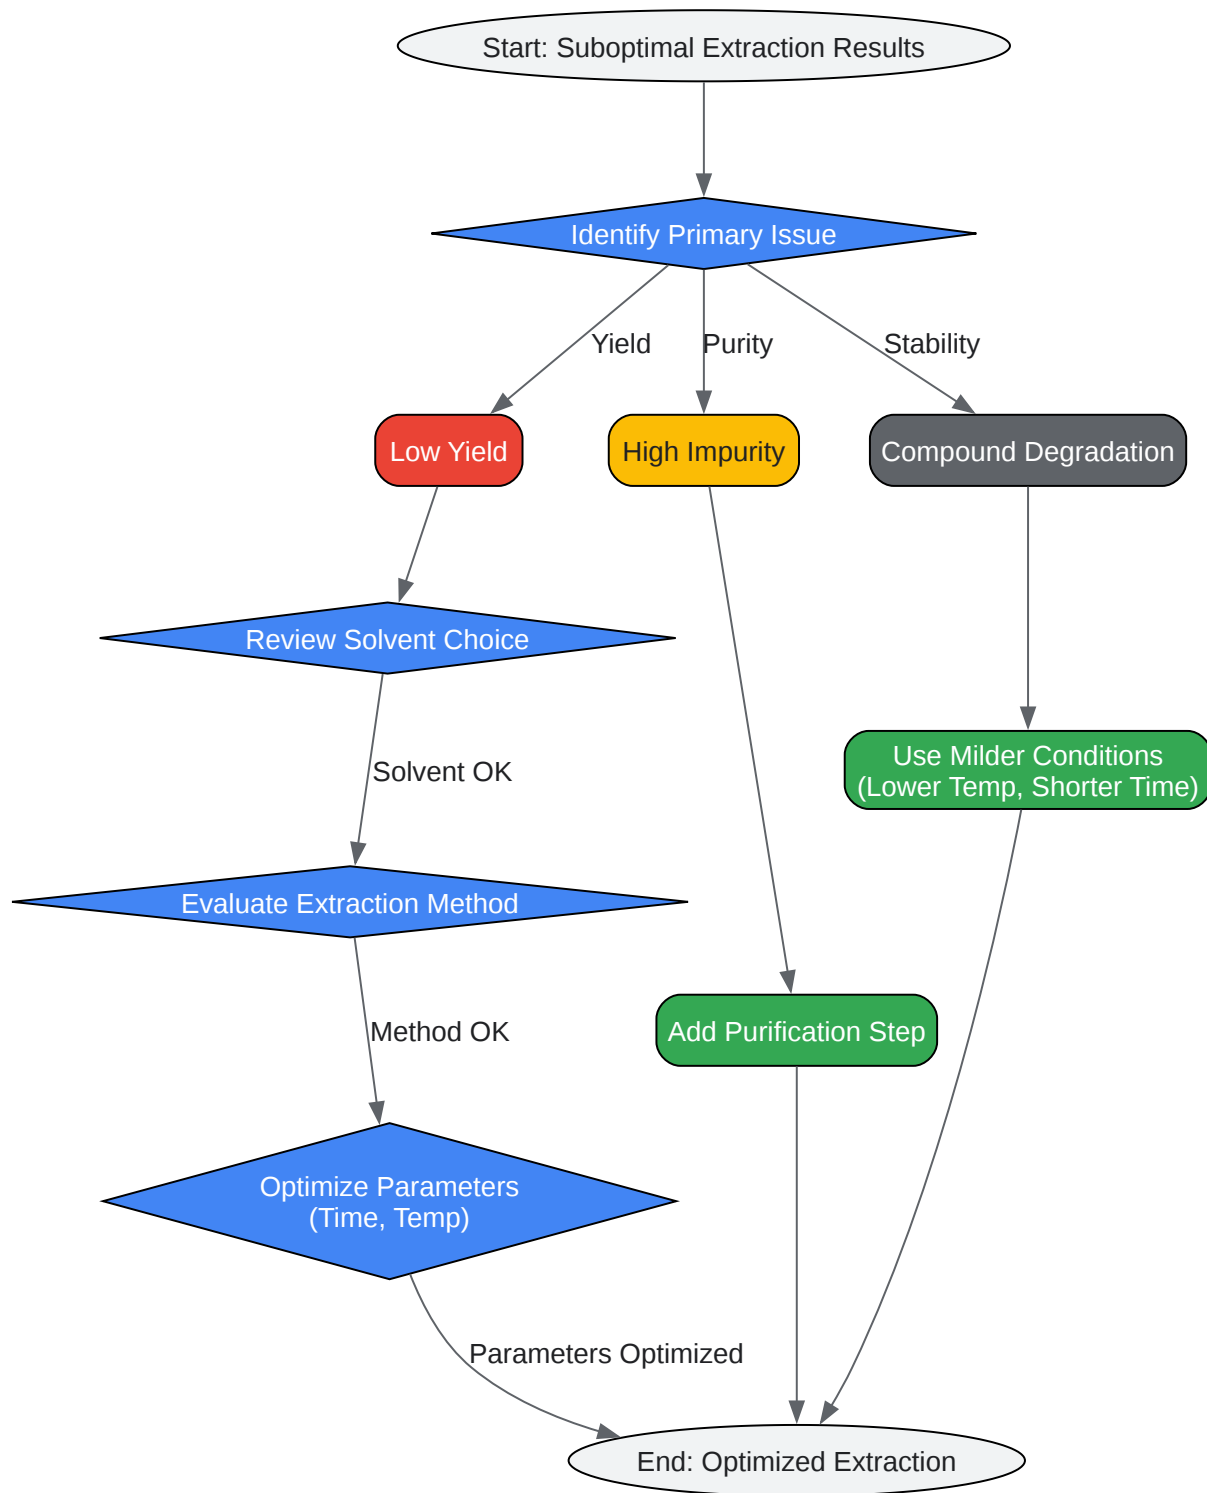 Start: Suboptimal Extraction Results
Identify Primary Issue
Yield
Purity
Stability
Low Yield
High Impurity
Compound Degradation
Review Solvent Choice
Use Milder Conditions
(Lower Temp, Shorter Time)
Solvent OK
Evaluate Extraction Method
Method OK
Add Purification Step
Optimize Parameters
(Time, Temp)
Parameters Optimized
End: Optimized Extraction